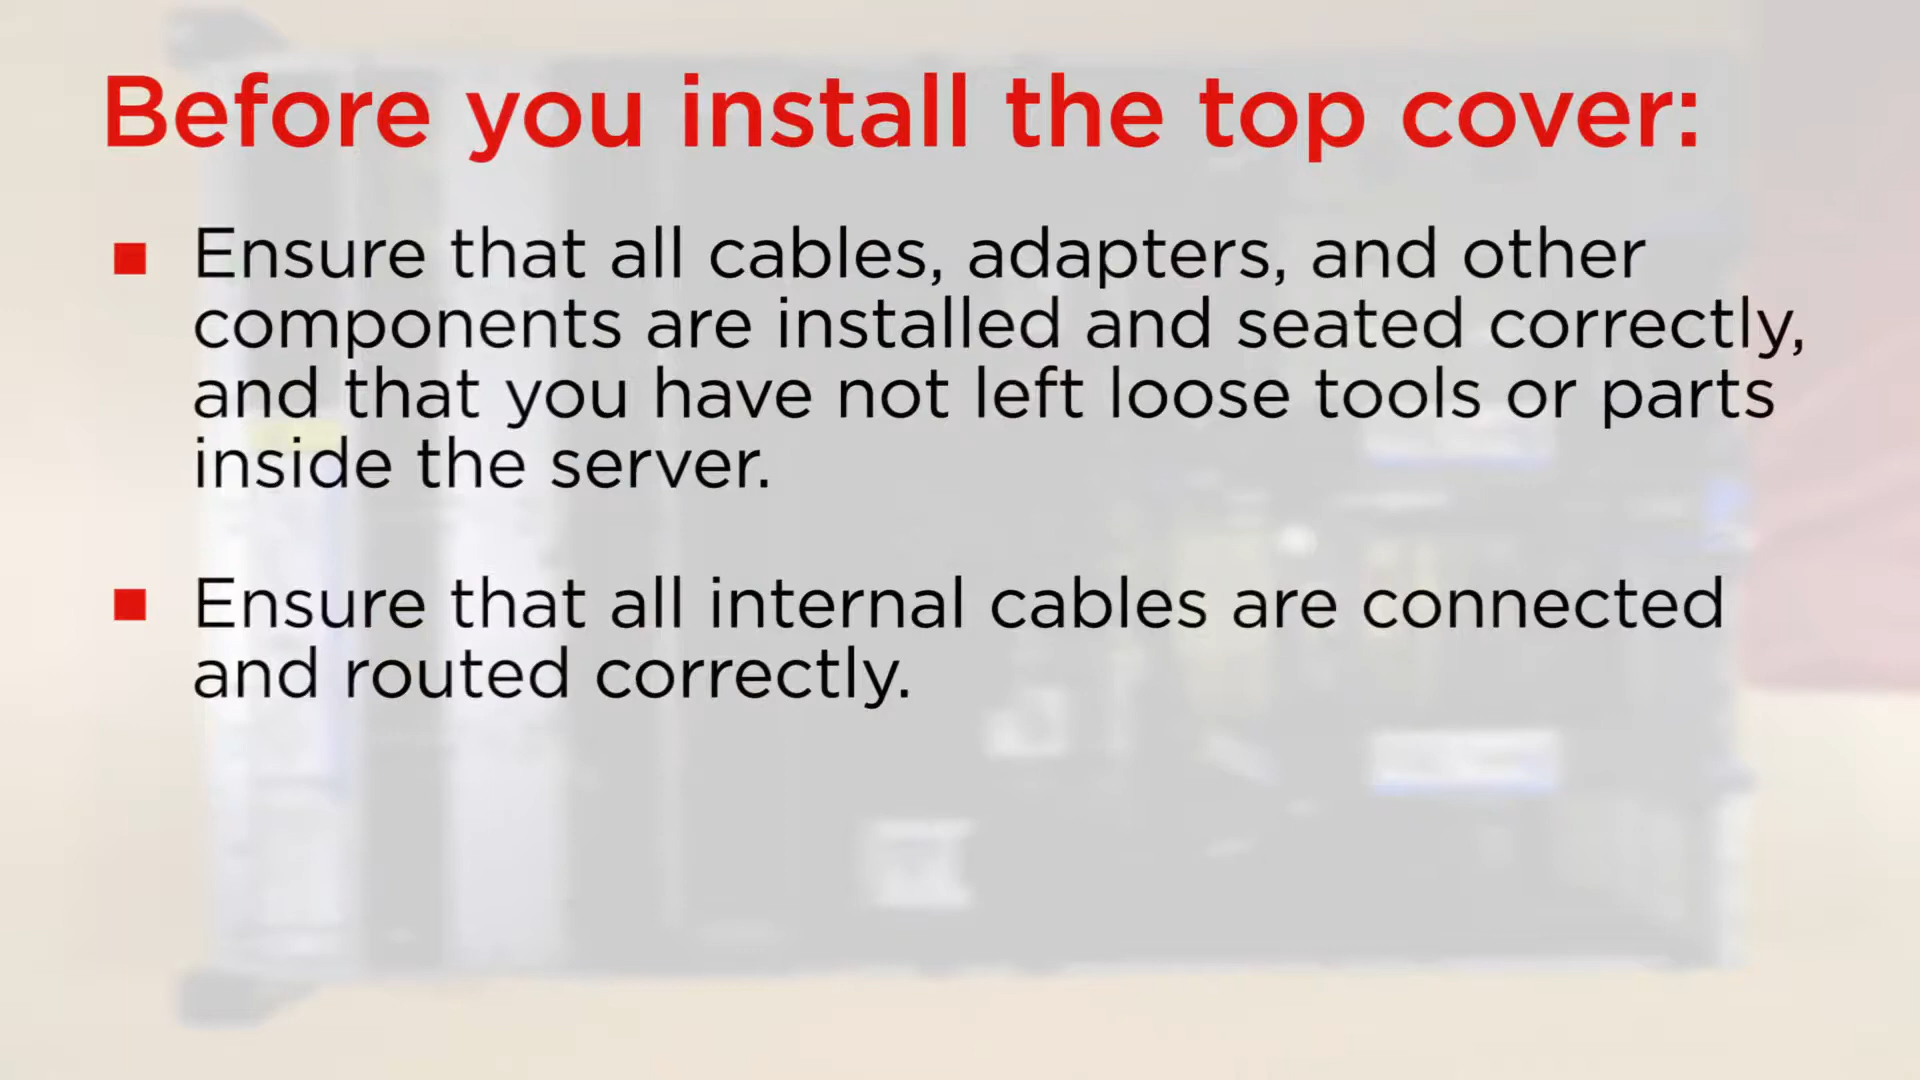 Before you install the top cover:
Ensure that all cables, adapters, and other
components are installed and seated correctly,
and that you have not left loose tools or parts
inside the server.
Ensure that all internal cables are connected
and routed correctly.